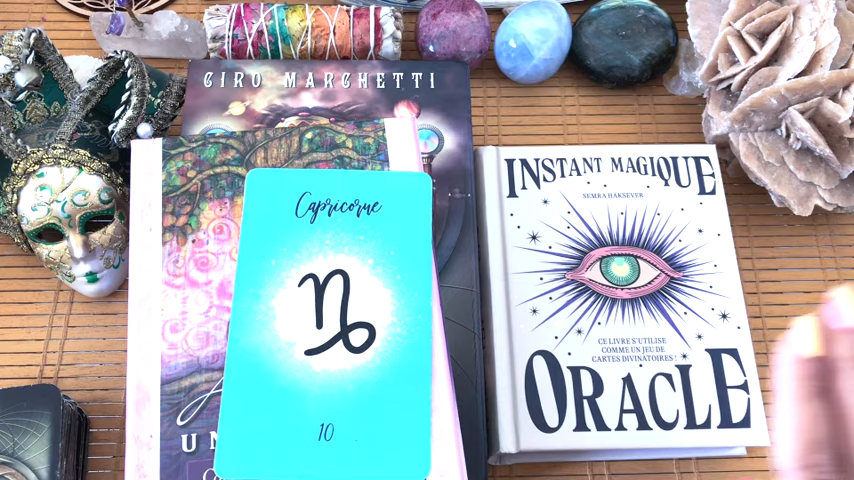 CIRO MARCHETTI
Capricorne
10
INSTANT MAGIQUE
SEMRA HAKSEVER
CE LIVRE S'UTILISE
COMME UN JEU DE
CARTES DIVINATOIRES !
ORACLE